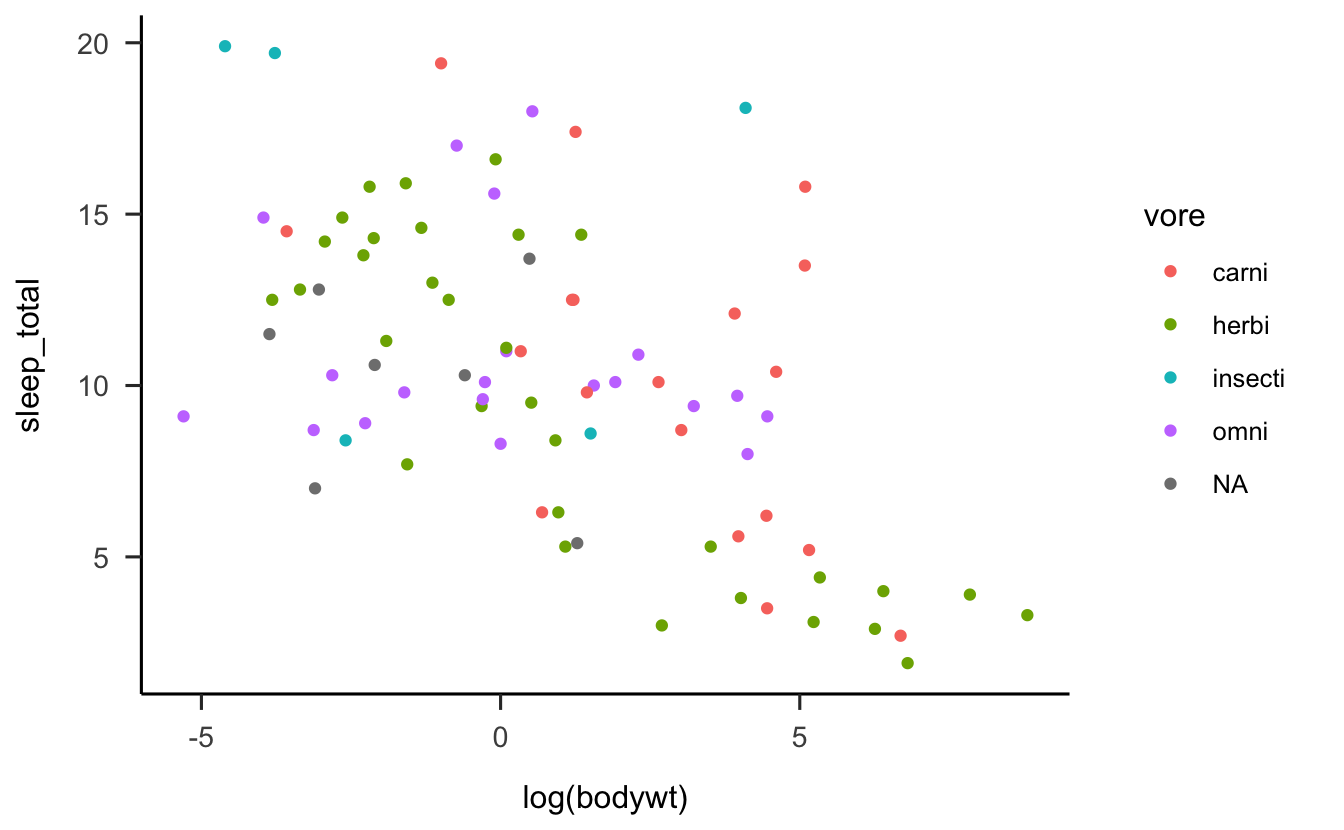 20
15
10
5
sleep_total
-5 0 5
log(bodywt)
vore
carni
herbi
insecti
omni
NA